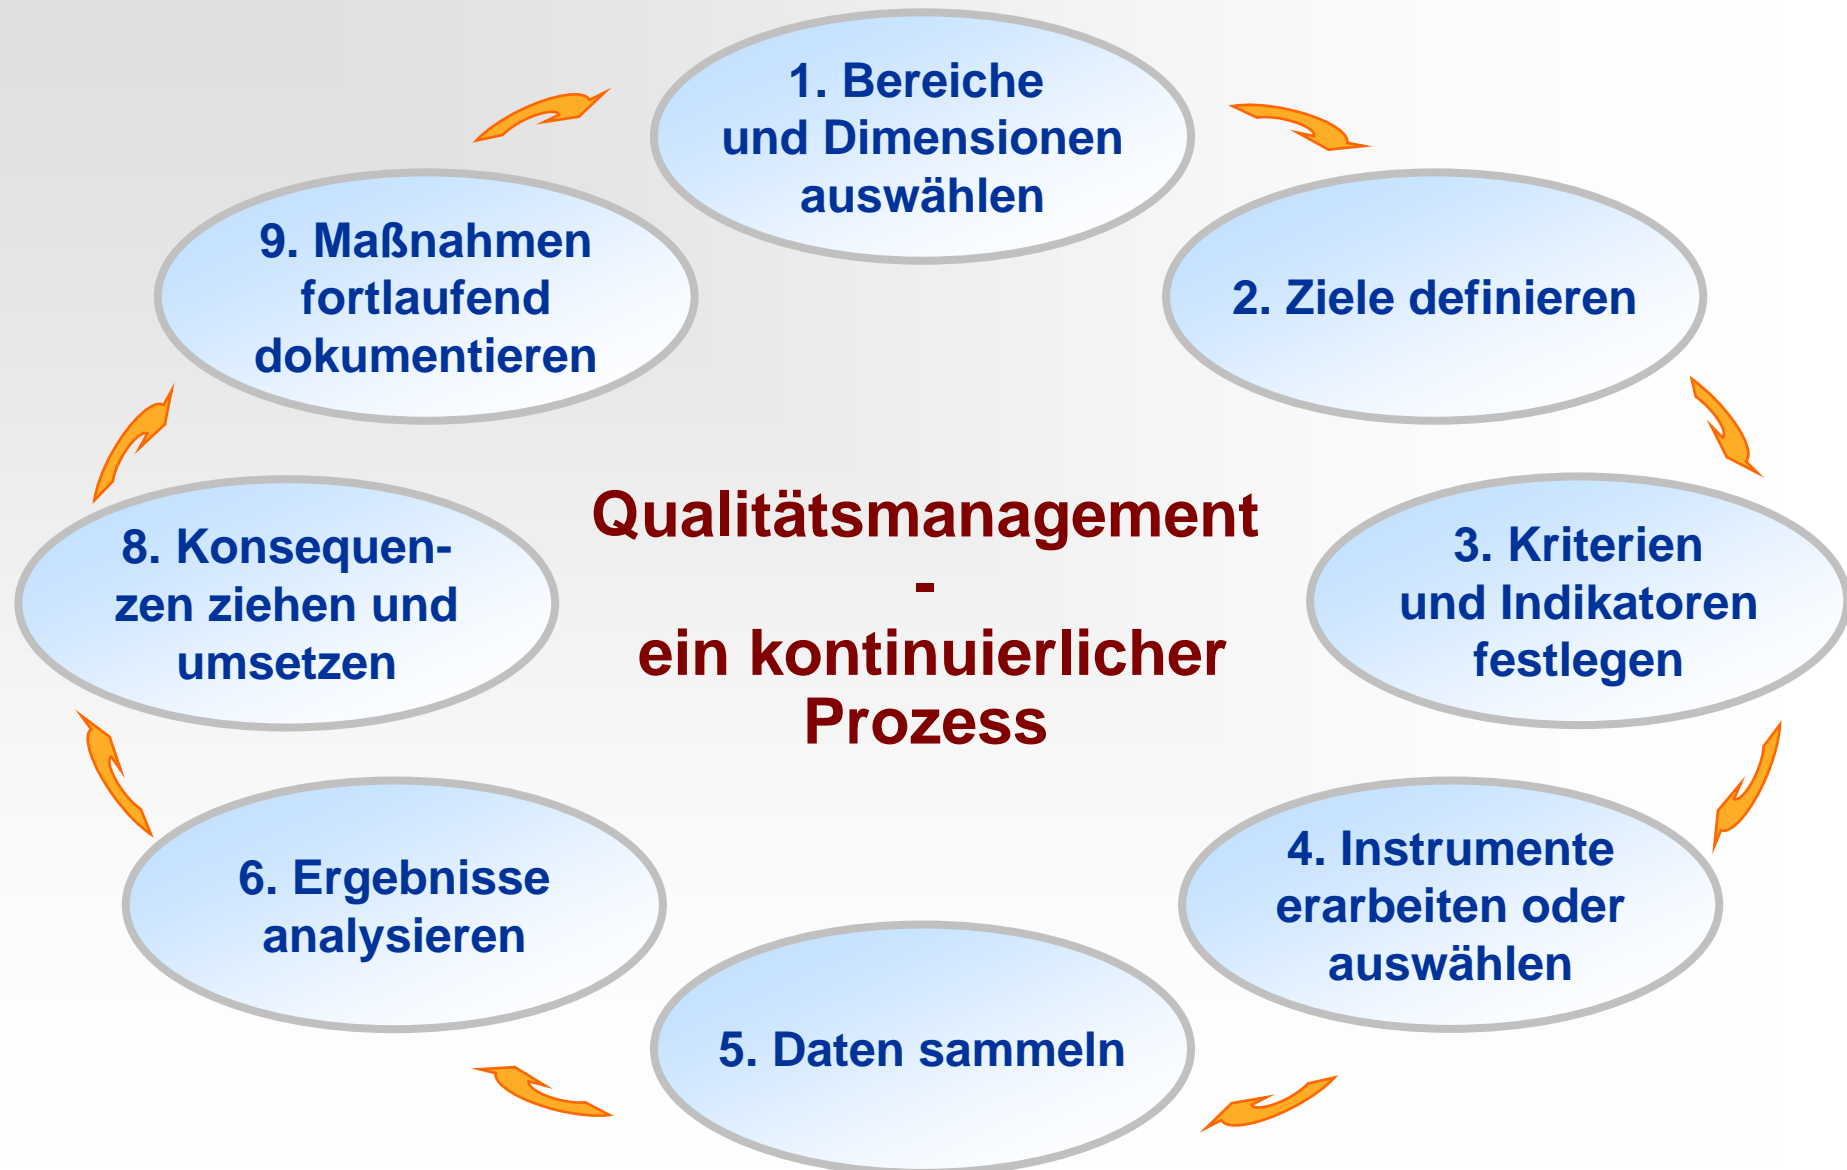 1. Bereiche
und Dimensionen
auswählen
2. Ziele definieren
3. Kriterien
und Indikatoren
festlegen
4. Instrumente
erarbeiten oder
auswählen
5. Daten sammeln
6. Ergebnisse
analysieren
8. Konsequen-
zen ziehen und
umsetzen
9. Maßnahmen
fortlaufend
dokumentieren
Qualitätsmanagement
-
ein kontinuierlicher
Prozess